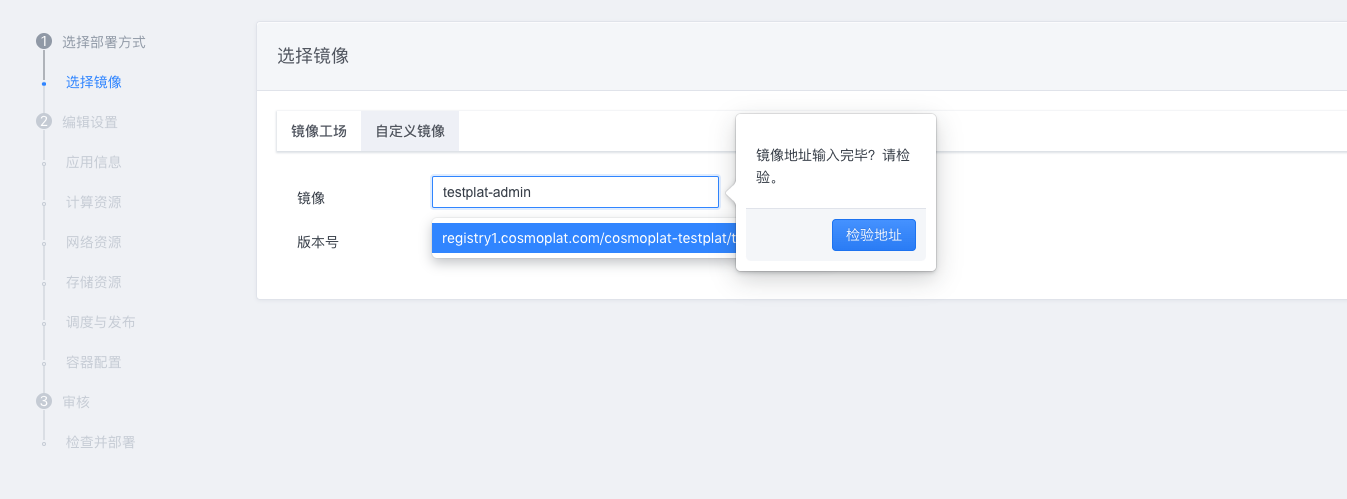 1 选择部署方式
选择镜像
2 编辑设置
应用信息
计算资源
网络资源
存储资源
调度与发布
容器配置
3 审核
检查并部署
选择镜像
镜像工场
自定义镜像
镜像
testplat-admin
版本号
registry1.cosmoplat.com/cosmoplat-testplat/t
镜像地址输入完毕？请检
验。
检验地址